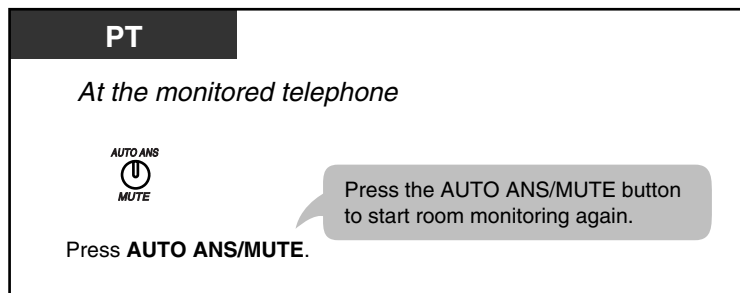 PT
At the monitored telephone
AUTO ANS
MUTE
Press the AUTO ANS/MUTE button
to start room monitoring again.
Press AUTO ANS/MUTE.